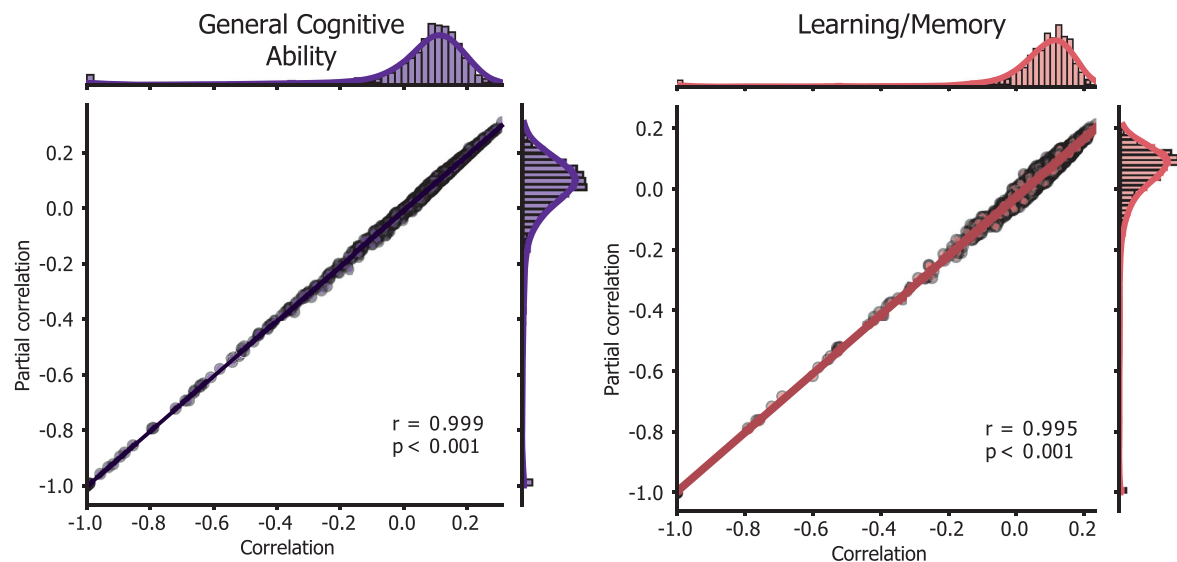 General Cognitive
Ability
0.2
0.0
-0.2
-0.4
-0.6
-0.8
-1.0
Partial correlation
r = 0.999
p < 0.001
-1.0 -0.8 -0.6 -0.4 -0.2 0.0 0.2
Correlation
Learning/Memory
0.2
0.0
-0.2
-0.4
-0.6
-0.8
-1.0
Partial correlation
r = 0.995
p < 0.001
-1.0 -0.8 -0.6 -0.4 -0.2 0.0 0.2
Correlation